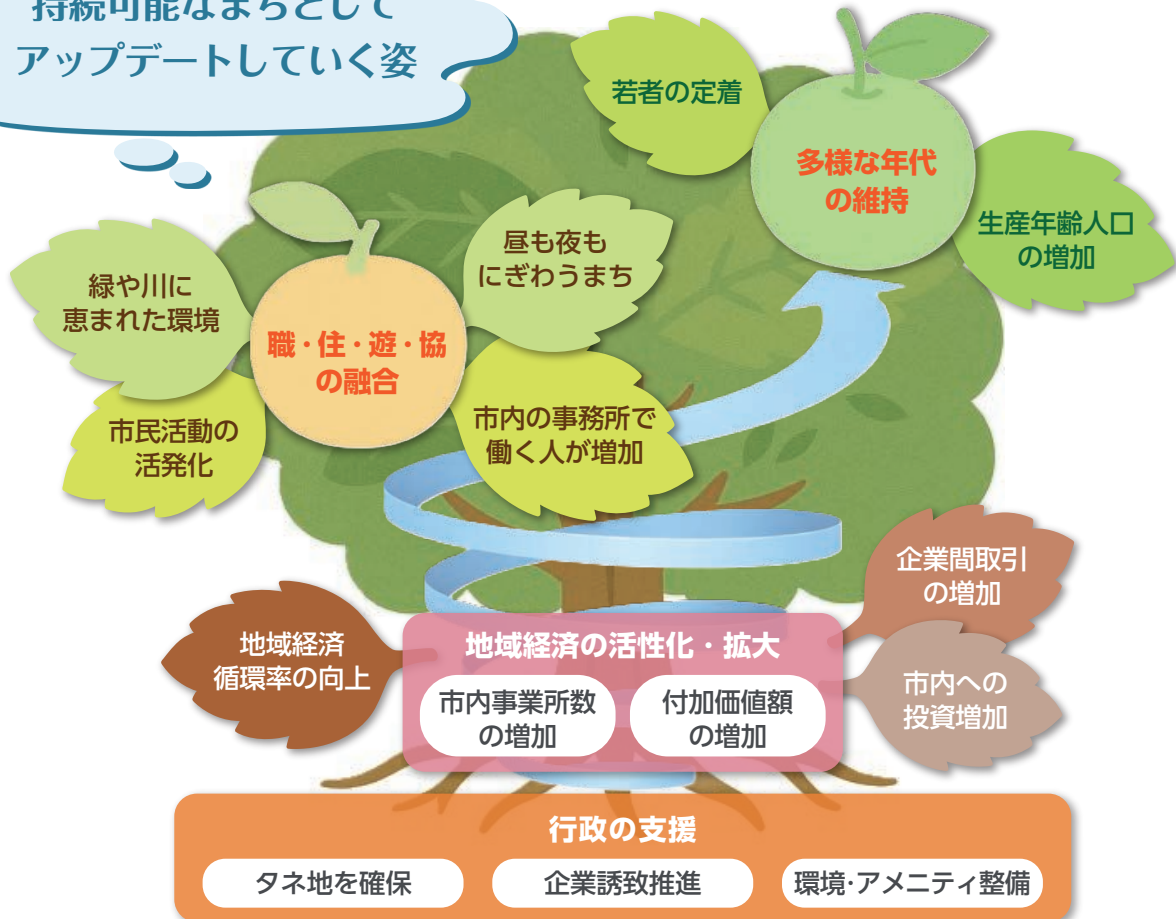 持続可能なまちとして
アップデートしていく姿
若者の定着
多様な年代
の維持
生産年齢人口
の増加
昼も夜も
にぎわうまち
緑や川に
恵まれた環境
職・住・遊・協
の融合
市民活動の
活発化
市内の事務所で
働く人が増加
企業間取引
の増加
地域経済
循環率の向上
地域経済の活性化・拡大
市内事業所数
の増加
付加価値額
の増加
市内への
投資増加
行政の支援
タネ地を確保
企業誘致推進
環境・アメニティ整備